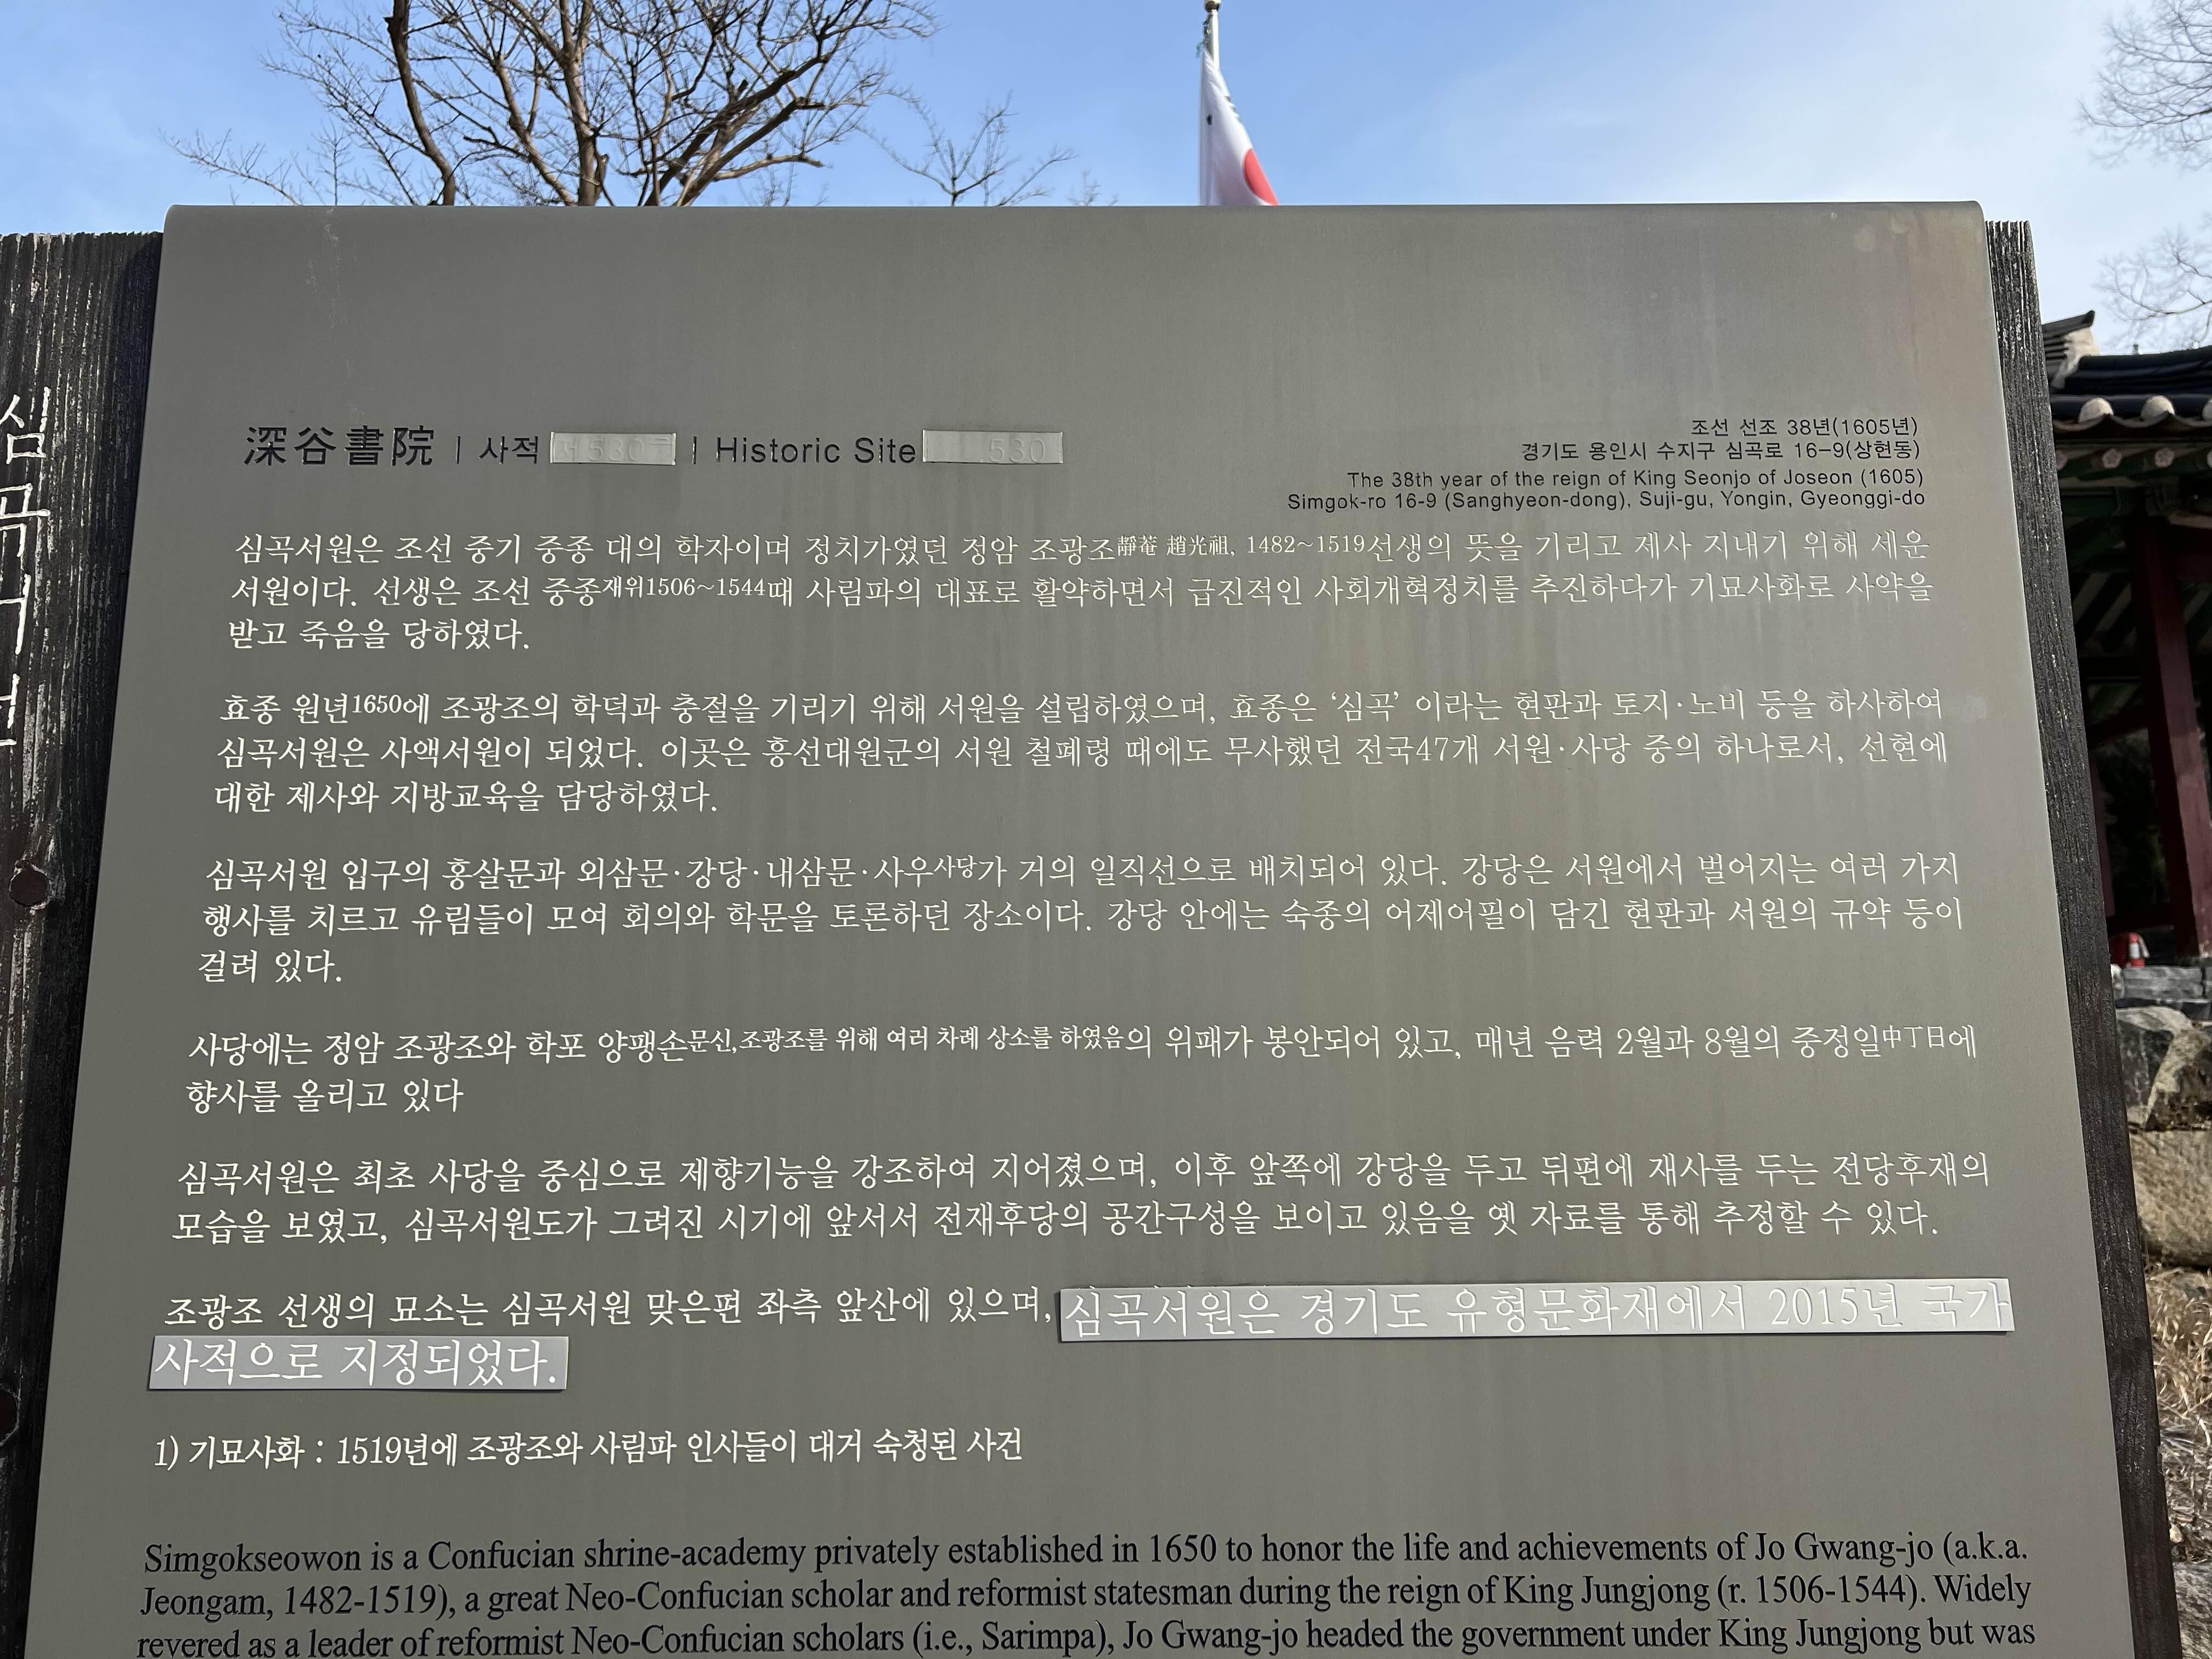 심곡서원
深谷書院 | 사적 530 | Historic Site 530
조선 선조 38년(1605년)
경기도 용인시 수지구 심곡로 16-9(상현동)
The 38th year of the reign of King Seonjo of Joseon (1605)
Simgok-ro 16-9 (Sanghyeon-dong), Suji-gu, Yongin, Gyeonggi-do
심곡서원은 조선 중기 중종 대의 학자이며 정치가였던 정암 조광조靜菴 趙光祖, 1482~1519선생의 뜻을 기리고 제사 지내기 위해 세운
서원이다. 선생은 조선 중종재위1506~1544때 사림파의 대표로 활약하면서 급진적인 사회개혁정치를 추진하다가 기묘사화로 사약을
받고 죽음을 당하였다.
효종 원년1650에 조광조의 학덕과 충절을 기리기 위해 서원을 설립하였으며, 효종은 ‘심곡’ 이라는 현판과 토지·노비 등을 하사하여
심곡서원은 사액서원이 되었다. 이곳은 흥선대원군의 서원 철폐령 때에도 무사했던 전국47개 서원·사당 중의 하나로서, 선현에
대한 제사와 지방교육을 담당하였다.
심곡서원 입구의 홍살문과 외삼문·강당·내삼문·사우사당가 거의 일직선으로 배치되어 있다. 강당은 서원에서 벌어지는 여러 가지
행사를 치르고 유림들이 모여 회의와 학문을 토론하던 장소이다. 강당 안에는 숙종의 어제어필이 담긴 현판과 서원의 규약 등이
걸려 있다.
사당에는 정암 조광조와 학포 양팽손문신,조광조를 위해 여러 차례 상소를 하였음의 위패가 봉안되어 있고, 매년 음력 2월과 8월의 중정일中丁日에
향사를 올리고 있다
심곡서원은 최초 사당을 중심으로 제향기능을 강조하여 지어졌으며, 이후 앞쪽에 강당을 두고 뒤편에 재사를 두는 전당후재의
모습을 보였고, 심곡서원도가 그려진 시기에 앞서서 전재후당의 공간구성을 보이고 있음을 옛 자료를 통해 추정할 수 있다.
조광조 선생의 묘소는 심곡서원 맞은편 좌측 앞산에 있으며, 심곡서원은 경기도 유형문화재에서 2015년 국가
사적으로 지정되었다.
1) 기묘사화 : 1519년에 조광조와 사림파 인사들이 대거 숙청된 사건
Simgokseowon is a Confucian shrine-academy privately established in 1650 to honor the life and achievements of Jo Gwang-jo (a.k.a.
Jeongam, 1482-1519), a great Neo-Confucian scholar and reformist statesman during the reign of King Jungjong (r. 1506-1544). Widely
revered as a leader of reformist Neo-Confucian scholars (i.e., Sarimpa), Jo Gwang-jo headed the government under King Jungjong but was